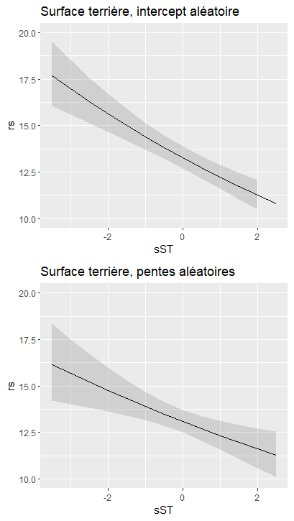 Surface terrière, intercept aléatoire
20.0
17.5
15.0
12.5
10.0
rs
-2
0
2
sST
Surface terrière, pentes aléatoires
20.0
17.5
15.0
12.5
10.0
rs
-2
0
2
sST